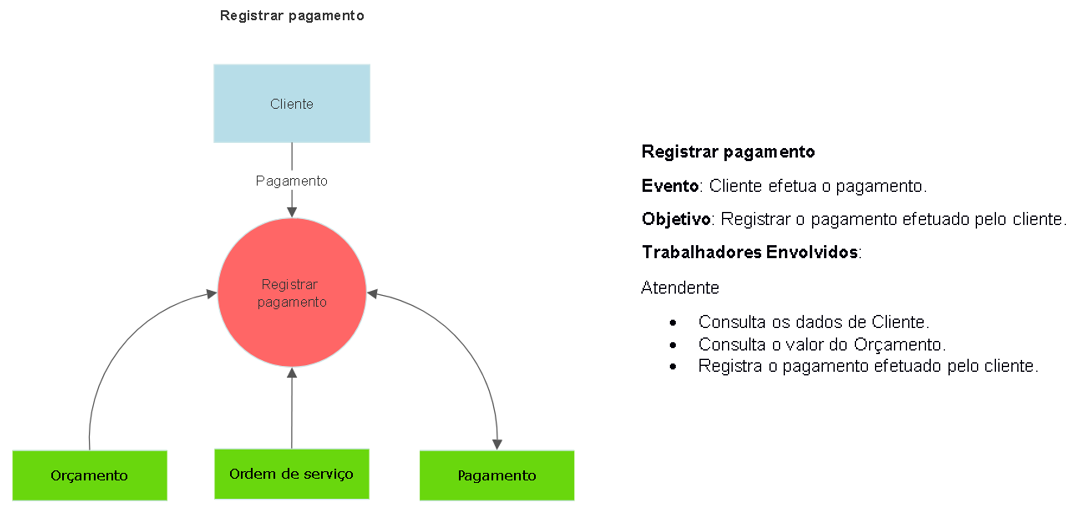 Registrar pagamento
Cliente
Pagamento
Registrar
pagamento
Orçamento
Ordem de serviço
Pagamento
Registrar pagamento
Evento: Cliente efetua o pagamento.
Objetivo: Registrar o pagamento efetuado pelo cliente.
Trabalhadores Envolvidos:
Atendente
• Consulta os dados de Cliente.
• Consulta o valor do Orçamento.
• Registra o pagamento efetuado pelo cliente.